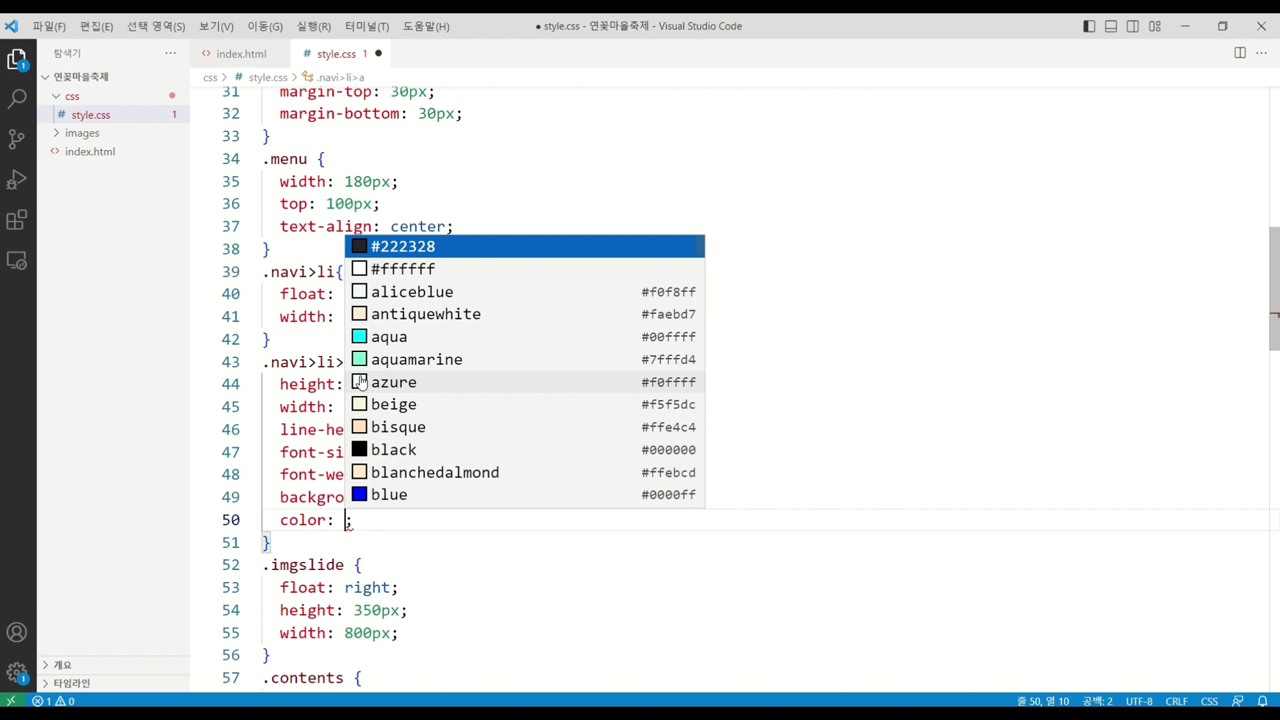 파일(F) 편집(E) 선택 영역(S) 보기(V) 이동(G) 실행(R) 터미널(T) 도움말(H) ● style.css - 연꽃마을축제 - Visual Studio Code
탐색기 ···
index.html # style.css 1 ●
연꽃마을축제
css
# style.css 1
images
index.html
css > # style.css > .navi>li>a
31 margin-top: 30px;
32 margin-bottom: 30px;
33 }
34 .menu {
35 width: 180px;
36 top: 100px;
37 text-align: center;
38 }
39 .navi>li{
40 float:
41 width:
42 }
43 .navi>li>
44 height:
45 width:
46 line-he
47 font-si
48 font-we
49 backgro
50 color: ;
51 }
52 .imgslide {
53 float: right;
54 height: 350px;
55 width: 800px;
56 }
57 .contents {
#222328
#ffffff
aliceblue #f0f8ff
antiquewhite #faebd7
aqua #00ffff
aquamarine #7fffd4
azure #f0ffff
beige #f5f5dc
bisque #ffe4c4
black #000000
blanchedalmond #ffebcd
blue #0000ff
개요
타임라인
1
1
1 0 줄 50, 열 10 공백: 2 UTF-8 CRLF CSS